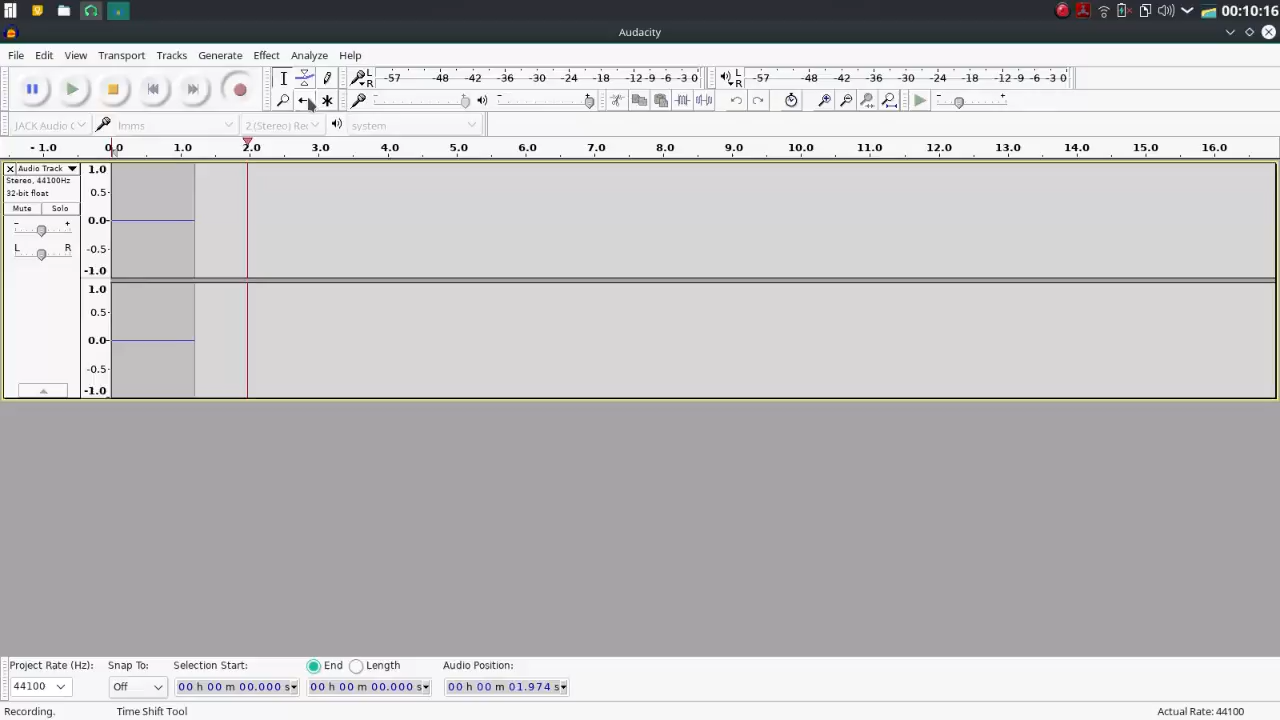 00:10:16
Audacity
File Edit View Transport Tracks Generate Effect Analyze Help
L R -57 -48 -42 -36 -30 -24 -18 -12 -9 -6 -3 0 L R -57 -48 -42 -36 -30 -24 -18 -12 -9 -6 -3 0
- + - + - +
JACK Audio C lmms 2 (Stereo) Rec system
- 1.0 0.0 1.0 2.0 3.0 4.0 5.0 6.0 7.0 8.0 9.0 10.0 11.0 12.0 13.0 14.0 15.0 16.0
Audio Track 1.0
Stereo, 44100Hz
32-bit float 0.5
Mute Solo
- + 0.0
L R -0.5
-1.0
1.0
0.5
0.0
-0.5
-1.0
Project Rate (Hz): Snap To: Selection Start: End Length Audio Position:
44100 Off 00 h 00 m 00.000 s 00 h 00 m 00.000 s 00 h 00 m 01.974 s
Recording. Time Shift Tool Actual Rate: 44100